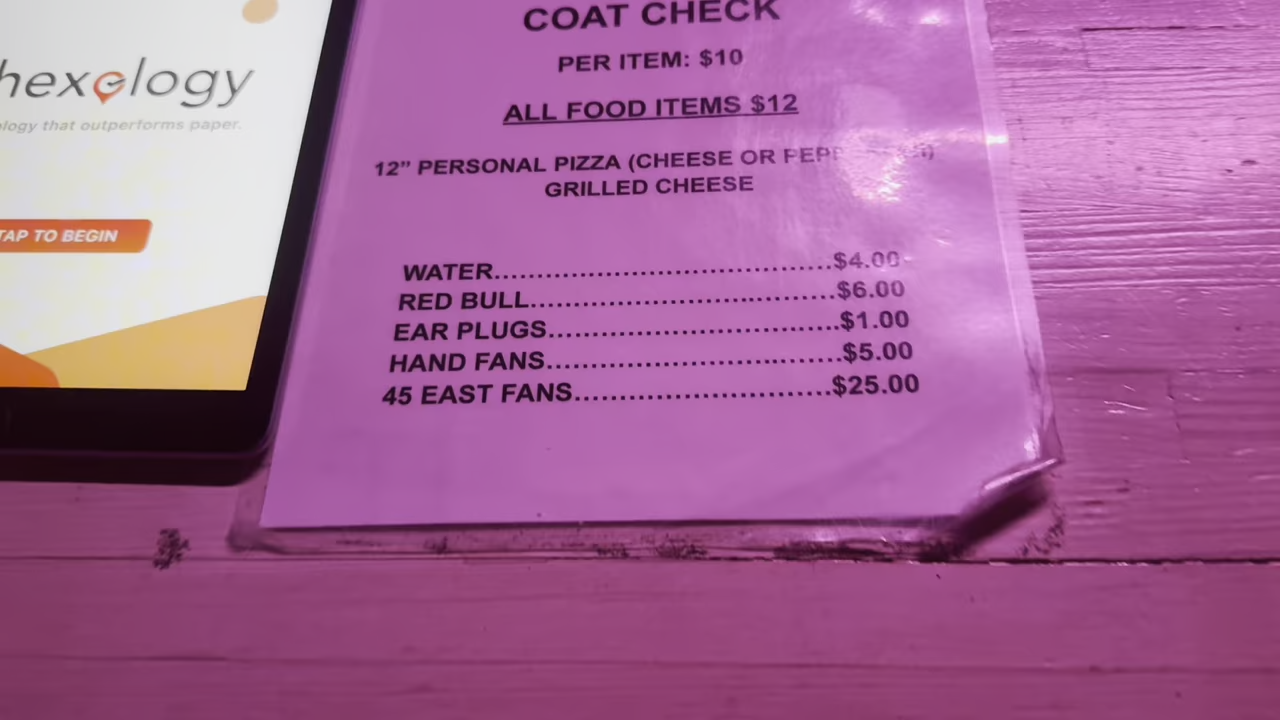 hexology
ology that outperforms paper.
TAP TO BEGIN
COAT CHECK
PER ITEM: $10
ALL FOOD ITEMS $12
12” PERSONAL PIZZA (CHEESE OR
GRILLED CHEESE
WATER..........................................$4.00
RED BULL.....................................$6.00
EAR PLUGS...................................$1.00
HAND FANS...................................$5.00
45 EAST FANS...............................$25.00